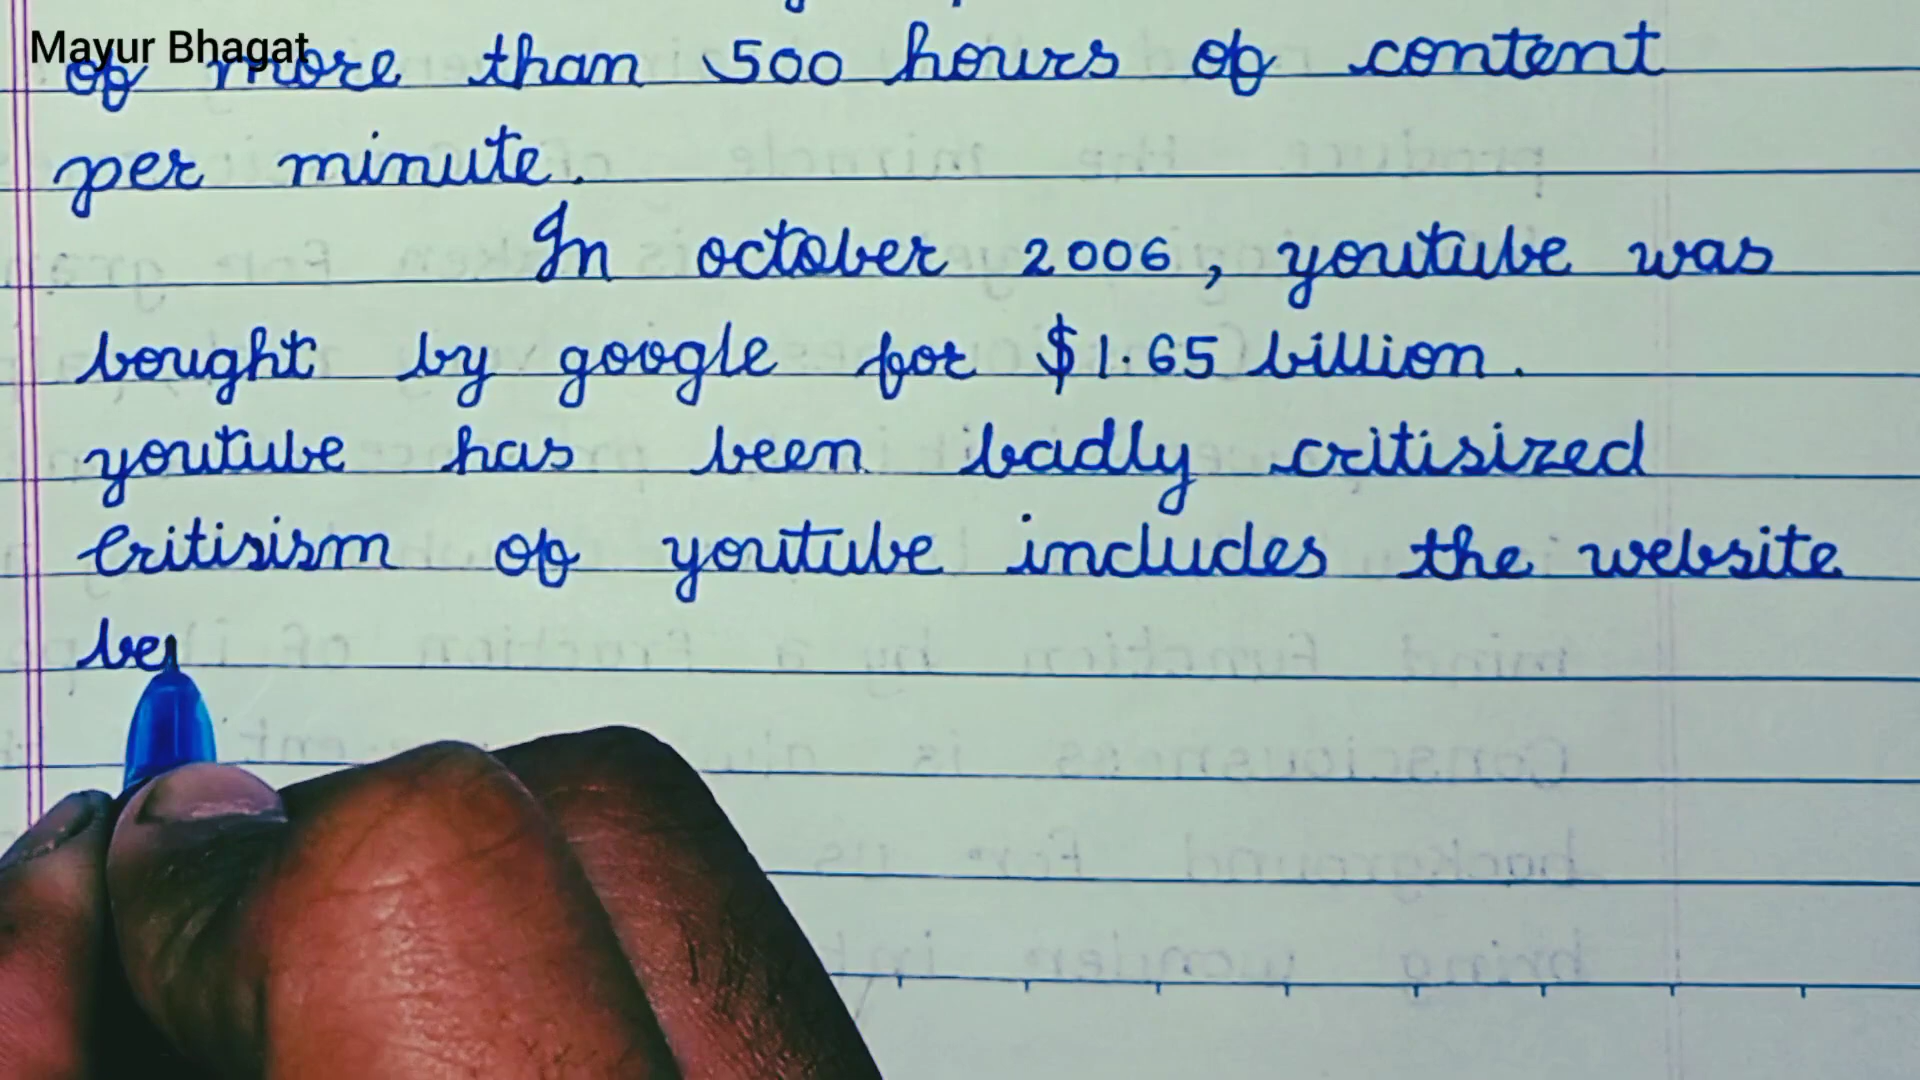 Mayur Bhagat
of more than 500 hours of content
per minute.
In october 2006, youtube was
bought by google for $1.65 billion.
youtube has been badly critisized
Critisism of youtube includes the website
be